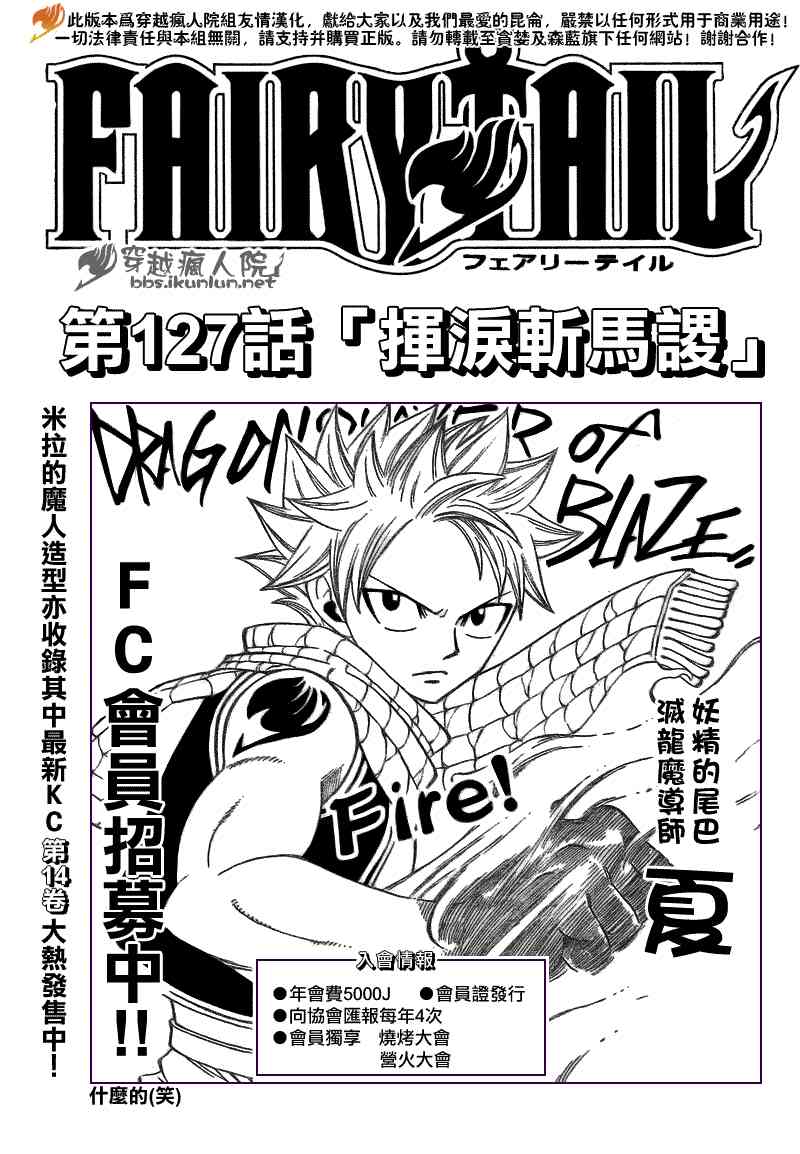 此版本爲穿越瘋人院組友情漢化，獻給大家以及我們最愛的昆侖，嚴禁以任何形式用于商業用途！
一切法律責任與本組無關，請支持并購買正版。請勿轉載至貪婪及森藍旗下任何網站！謝謝合作！
FAIRY TAIL
フェアリーテイル
穿越瘋人院
bbs.ikunlun.net
第127話「揮淚斬馬謖」
米拉的魔人造型亦收錄其中最新KC第14卷大熱發售中！
DRAGON SLAYER of
BLAZE
FC會員招募中!!
Fire!
妖精的尾巴
滅龍魔導師
夏
入會情報
●年會費5000J ●會員證發行
●向協會匯報每年4次
●會員獨享 燒烤大會
營火大會
什麼的(笑)